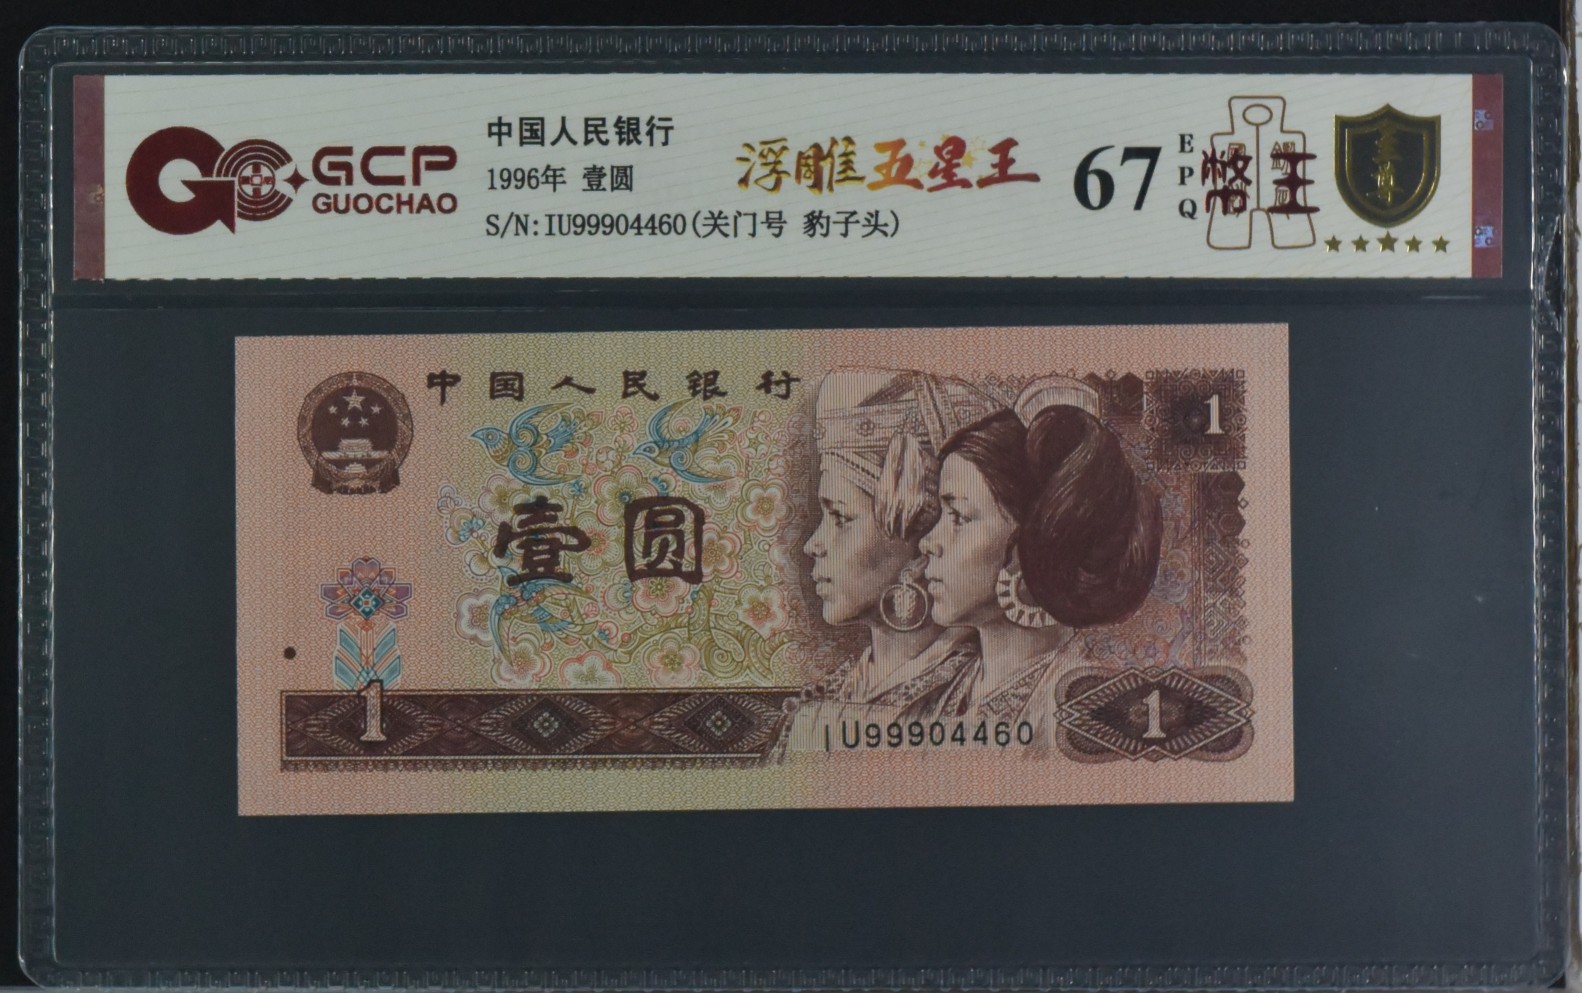 GCP
GUOCHAO
中国人民银行
1996年 壹圆
S/N:IU99904460(关门号 豹子头)
浮雕五星王
67
EPQ
至尊
中国人民银行
1
壹圆
1
IU99904460
1